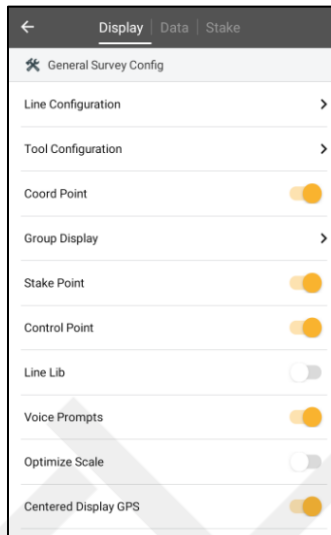 Display | Data | Stake
General Survey Config
Line Configuration
Tool Configuration
Coord Point
Group Display
Stake Point
Control Point
Line Lib
Voice Prompts
Optimize Scale
Centered Display GPS